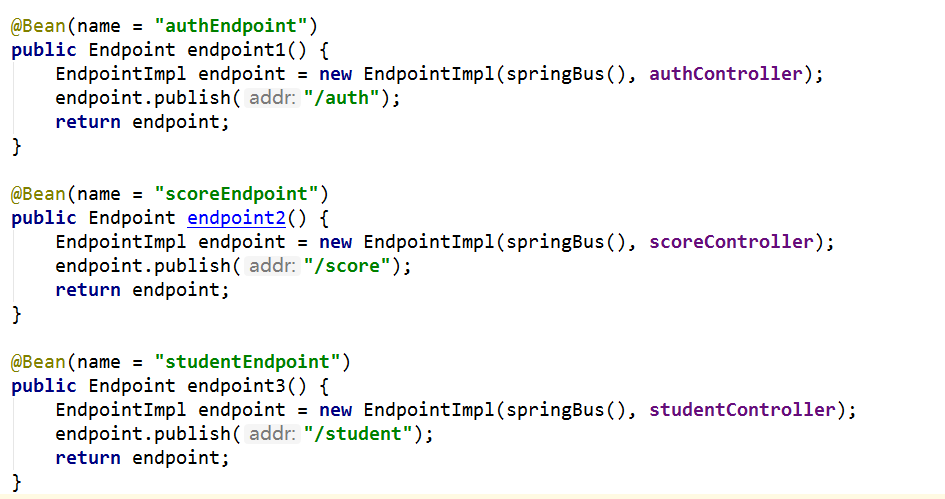 @Bean(name = "authEndpoint")
public Endpoint endpoint1() {
    EndpointImpl endpoint = new EndpointImpl(springBus(), authController);
    endpoint.publish( addr: "/auth");
    return endpoint;
}

@Bean(name = "scoreEndpoint")
public Endpoint endpoint2() {
    EndpointImpl endpoint = new EndpointImpl(springBus(), scoreController);
    endpoint.publish( addr: "/score");
    return endpoint;
}

@Bean(name = "studentEndpoint")
public Endpoint endpoint3() {
    EndpointImpl endpoint = new EndpointImpl(springBus(), studentController);
    endpoint.publish( addr: "/student");
    return endpoint;
}